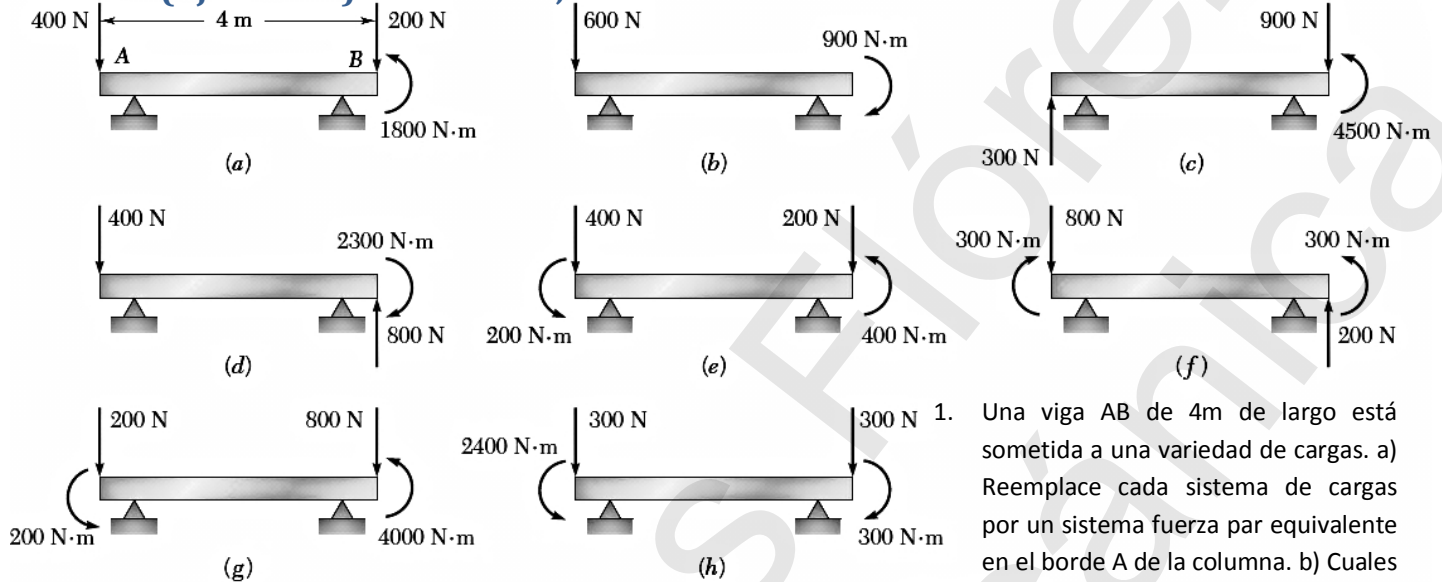 400 N
4 m
200 N
A
B
1800 N·m
(a)
600 N
900 N·m
(b)
900 N
300 N
4500 N·m
(c)
400 N
2300 N·m
800 N
(d)
400 N
200 N
200 N·m
400 N·m
(e)
800 N
300 N·m
300 N·m
200 N
(f)
200 N
800 N
200 N·m
4000 N·m
(g)
300 N
300 N
2400 N·m
300 N·m
(h)
1. Una viga AB de 4m de largo está
sometida a una variedad de cargas. a)
Reemplace cada sistema de cargas
por un sistema fuerza par equivalente
en el borde A de la columna. b) Cuales